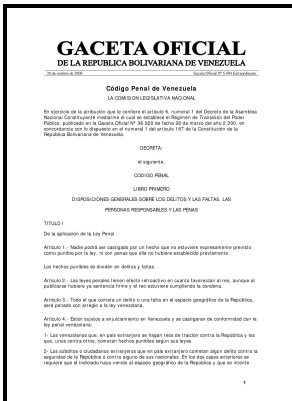 GACETA OFICIAL
DE LA REPUBLICA BOLIVARIANA DE VENEZUELA
20 de octubre de 2000 Gaceta Oficial Nº 5.494 Extraordinario
Código Penal de Venezuela
LA COMISION LEGISLATIVA NACIONAL
En ejercicio de la atribución que le confiere el artículo 6, numeral 1 del Decreto de la Asamblea
Nacional Constituyente mediante el cual se establece el Régimen de Transición del Poder
Público, publicado en la Gaceta Oficial Nº 36.920 de fecha 28 de marzo del año 2.000, en
concordancia con lo dispuesto en el numeral 1 del artículo 187 de la Constitución de la
República Bolivariana de Venezuela.
DECRETA:
el siguiente,
CODIGO PENAL
LIBRO PRIMERO
DISPOSICIONES GENERALES SOBRE LOS DELITOS Y LAS FALTAS, LAS
PERSONAS RESPONSABLES Y LAS PENAS
TITULO I
De la aplicación de la Ley Penal
Artículo 1.- Nadie podrá ser castigado por un hecho que no estuviere expresamente previsto
como punible por la ley, ni con penas que ella no hubiere establecido previamente.
Los hechos punibles se dividen en delitos y faltas.
Artículo 2.- Las leyes penales tienen efecto retroactivo en cuanto favorezcan al reo, aunque al
publicarse hubiere ya sentencia firme y el reo estuviere cumpliendo la condena.
Artículo 3.- Todo el que cometa un delito o una falta en el espacio geográfico de la República,
será penado con arreglo a la ley venezolana.
Artículo 4.- Están sujetos a enjuiciamiento en Venezuela y se castigarán de conformidad con la
ley penal venezolana:
1- Los venezolanos que, en país extranjero se hagan reos de traición contra la República y los
que, unos contra otros, cometan hechos punibles según sus leyes.
2- Los súbditos o ciudadanos extranjeros que en país extranjero cometan algún delito contra la
seguridad de la República o contra alguno de sus nacionales. En los dos casos anteriores se
requiere que el indiciado haya venido al espacio geográfico de la República y que se intente
1